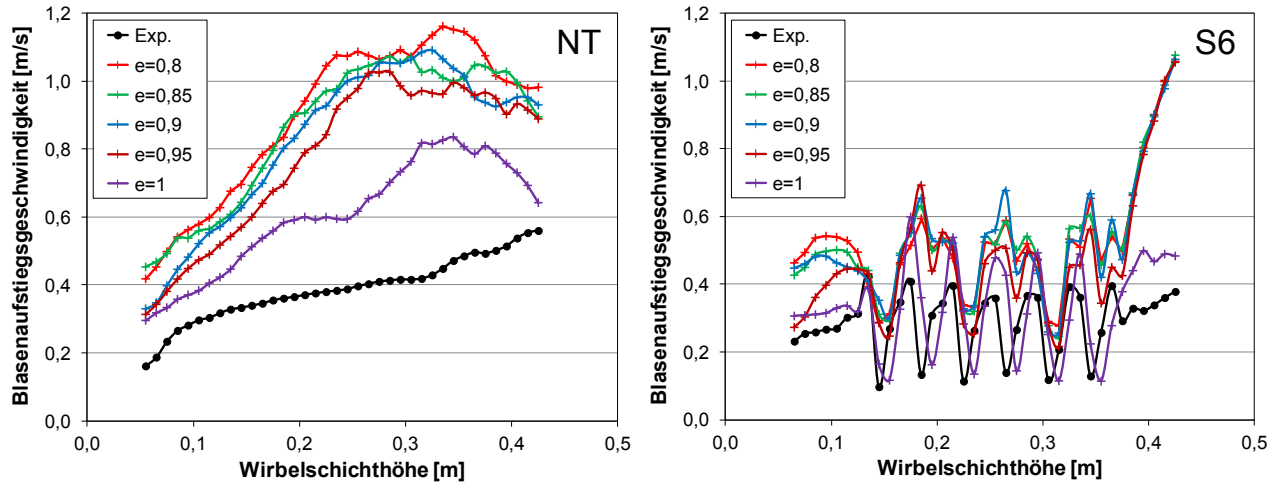 NT
Blasenaufstiegsgeschwindigkeit [m/s]
1,2
1,0
0,8
0,6
0,4
0,2
0,0
Exp.
e=0,8
e=0,85
e=0,9
e=0,95
e=1
0,0 0,1 0,2 0,3 0,4 0,5
Wirbelschichthöhe [m]
S6
Blasenaufstiegsgeschwindigkeit [m/s]
1,2
1,0
0,8
0,6
0,4
0,2
0,0
Exp.
e=0,8
e=0,85
e=0,9
e=0,95
e=1
0,0 0,1 0,2 0,3 0,4 0,5
Wirbelschichthöhe [m]